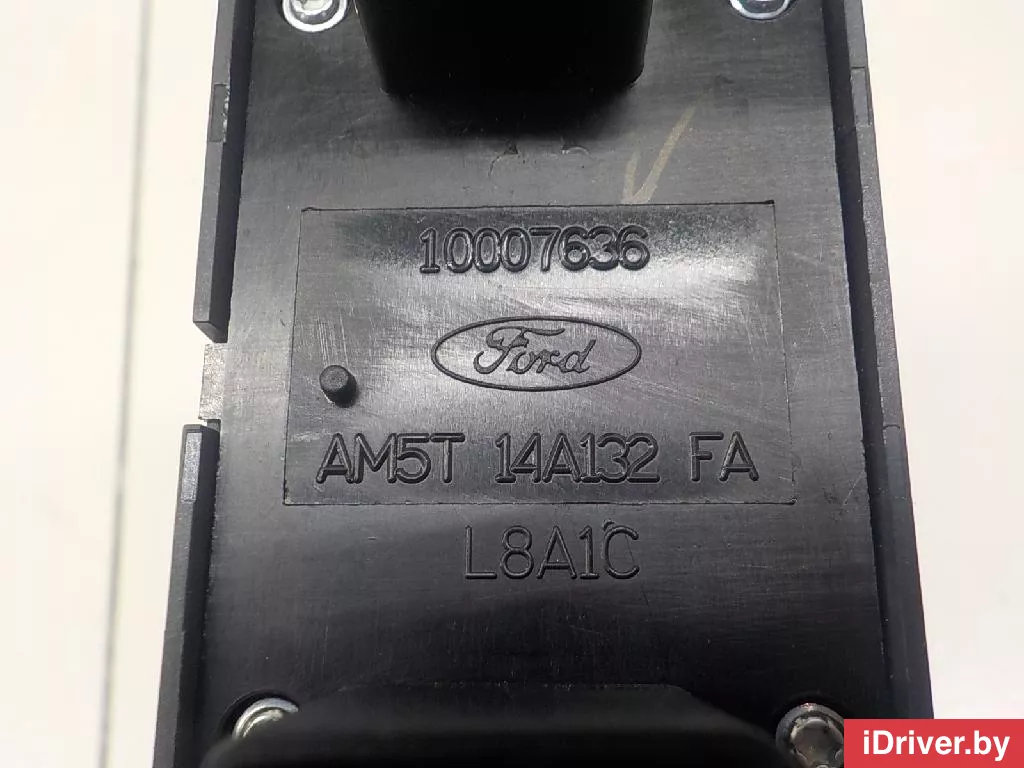 10007636
Ford
AM5T 14A132 FA
L8A1C
iDriver.by